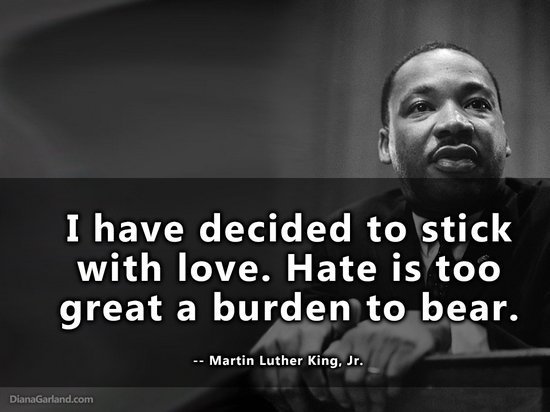 I have decided to stick
with love. Hate is too
great a burden to bear.
-- Martin Luther King, Jr.
DianaGarland.com